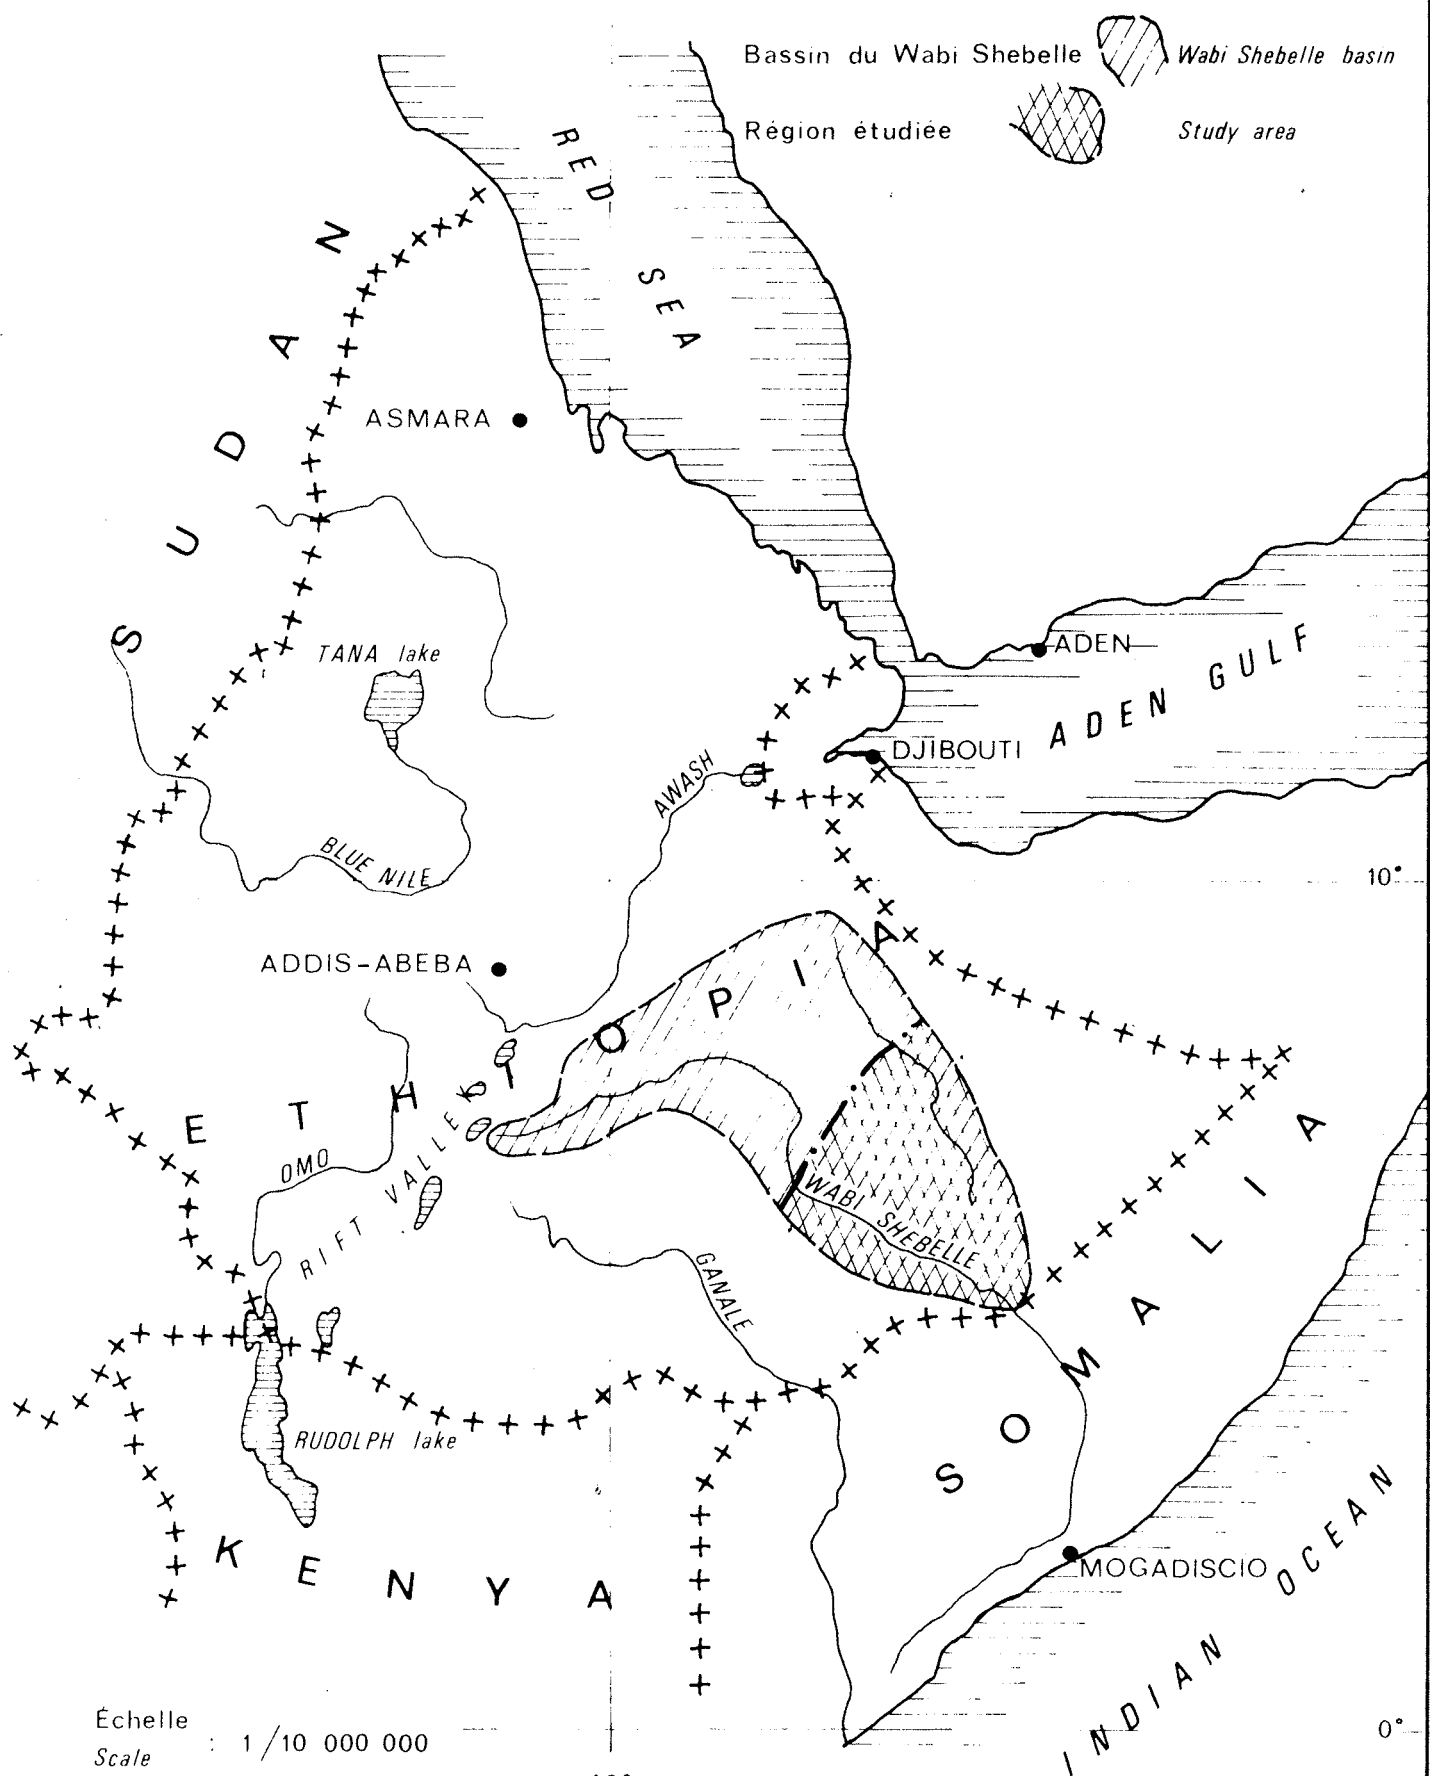 Bassin du Wabi Shebelle Wabi Shebelle basin
Région étudiée Study area
RED SEA
SUDAN
ASMARA
TANA lake
ADEN
ADEN GULF
DJIBOUTI
AWASH
BLUE NILE
10°
ADDIS-ABEBA
ETHIOPIA
RIFT VALLEY
OMO
WABI SHEBELLE
GANALE
SOMALIA
RUDOLPH lake
KENYA
MOGADISCIO
INDIAN OCEAN
Échelle
Scale : 1/10 000 000
0°